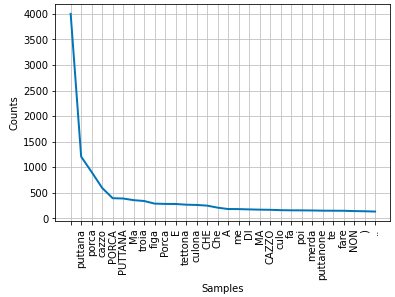 4000
3500
3000
2500
2000
1500
1000
500
0
Counts
puttana
porca
cazzo
PORCA
PUTTANA
Ma
troia
figa
Porca
E
tettona
culona
CHE
Che
A
me
DI
MA
CAZZO
culo
fa
poi
merda
puttanone
te
fare
NON
)
..
Samples